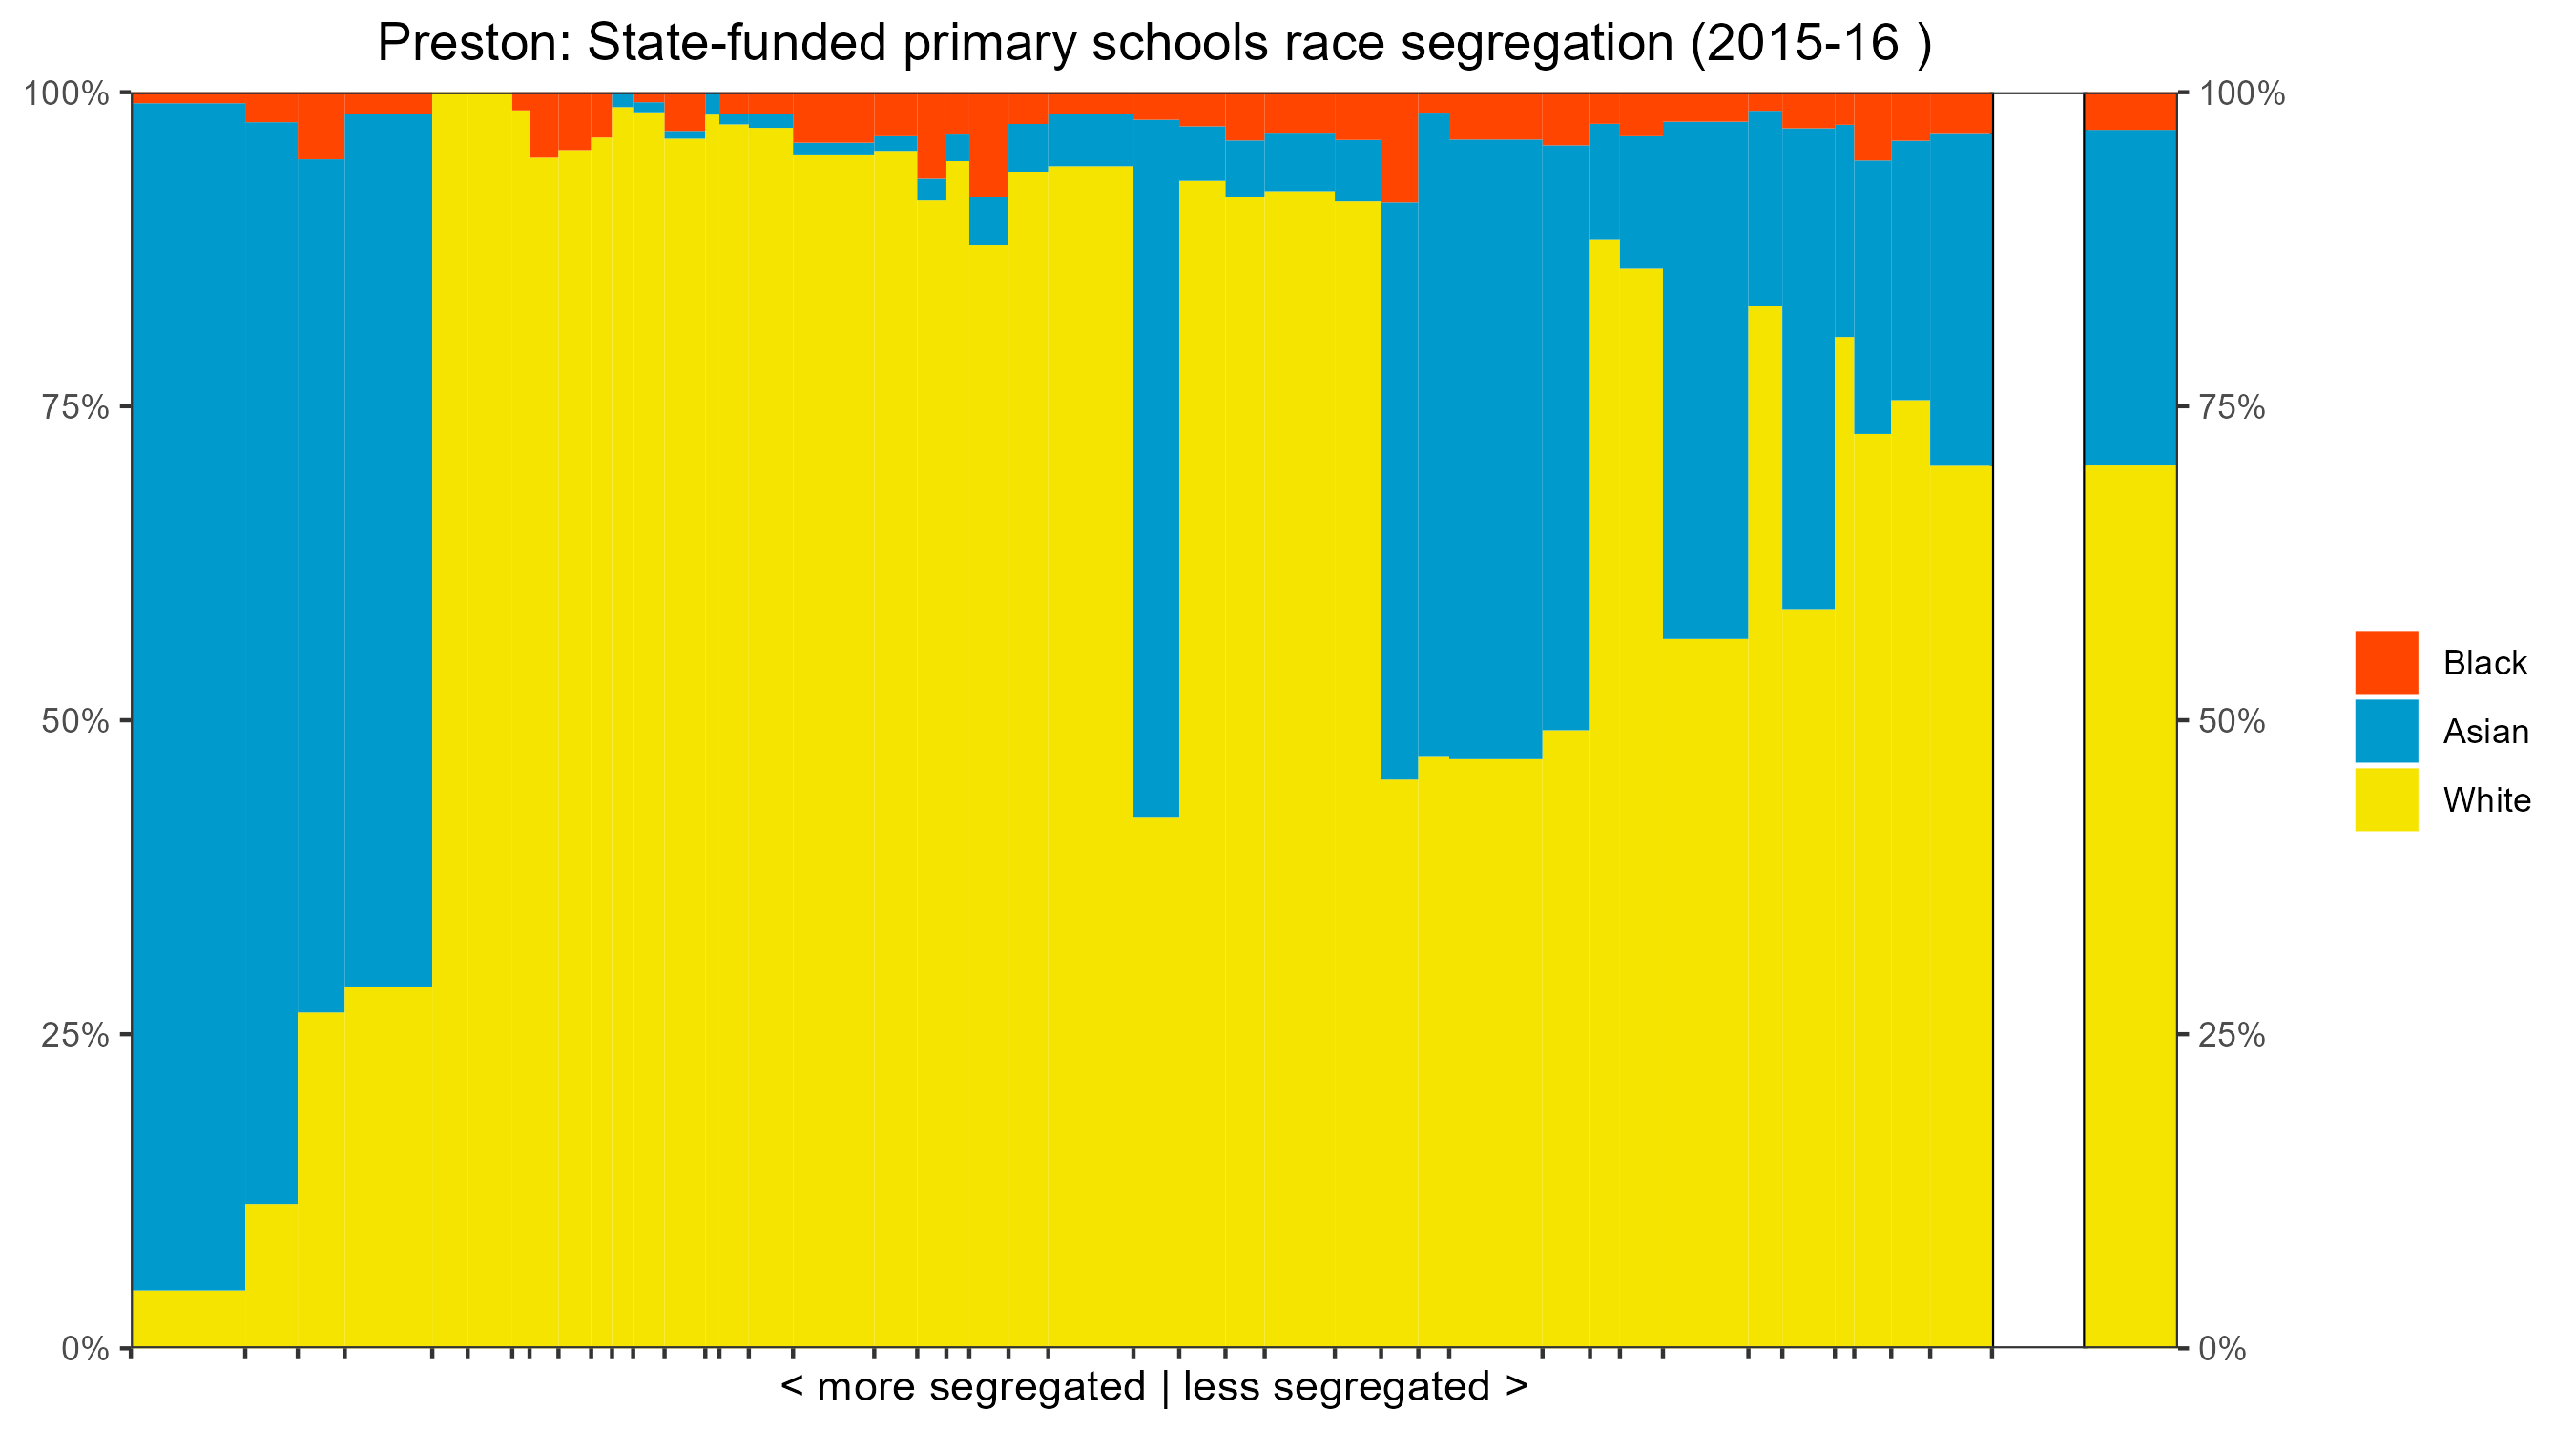 Preston: State-funded primary schools race segregation (2015-16 )
100%
75%
50%
25%
0%
100%
75%
50%
25%
0%
Black
Asian
White
< more segregated | less segregated >